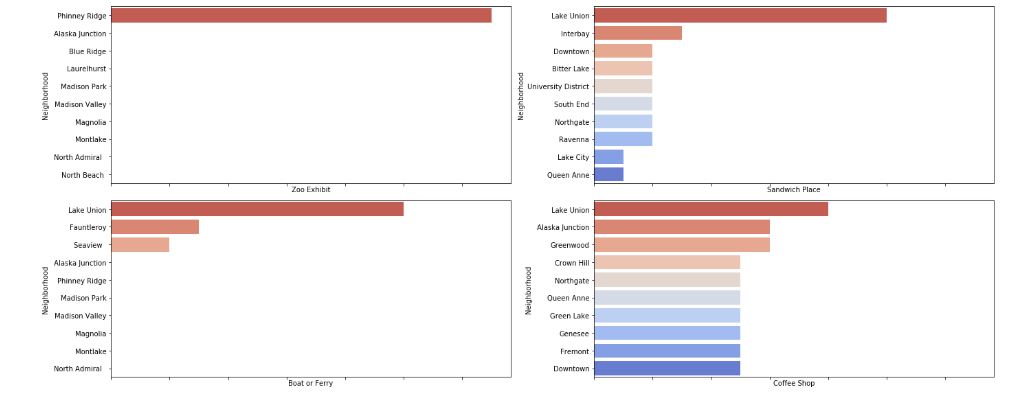 Phinney Ridge
Alaska Junction
Blue Ridge
Laurelhurst
Madison Park
Madison Valley
Magnolia
Montlake
North Admiral
North Beach
Neighborhood
Zoo Exhibit
Lake Union
Interbay
Downtown
Bitter Lake
University District
South End
Northgate
Ravenna
Lake City
Queen Anne
Neighborhood
Sandwich Place
Lake Union
Fauntleroy
Seaview
Alaska Junction
Phinney Ridge
Madison Park
Madison Valley
Magnolia
Montlake
North Admiral
Neighborhood
Boat or Ferry
Lake Union
Alaska Junction
Greenwood
Crown Hill
Northgate
Queen Anne
Green Lake
Genesee
Fremont
Downtown
Neighborhood
Coffee Shop